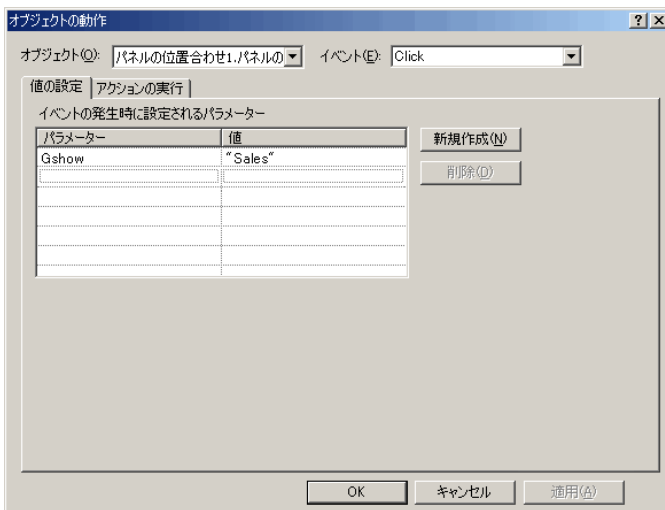 オブジェクトの動作
オブジェクト(O): パネルの位置合わせ1.パネルの イベント(E): Click
値の設定 アクションの実行
イベントの発生時に設定されるパラメーター
パラメーター 値 新規作成(N)
Gshow "Sales"
削除(D)
OK キャンセル 適用(A)